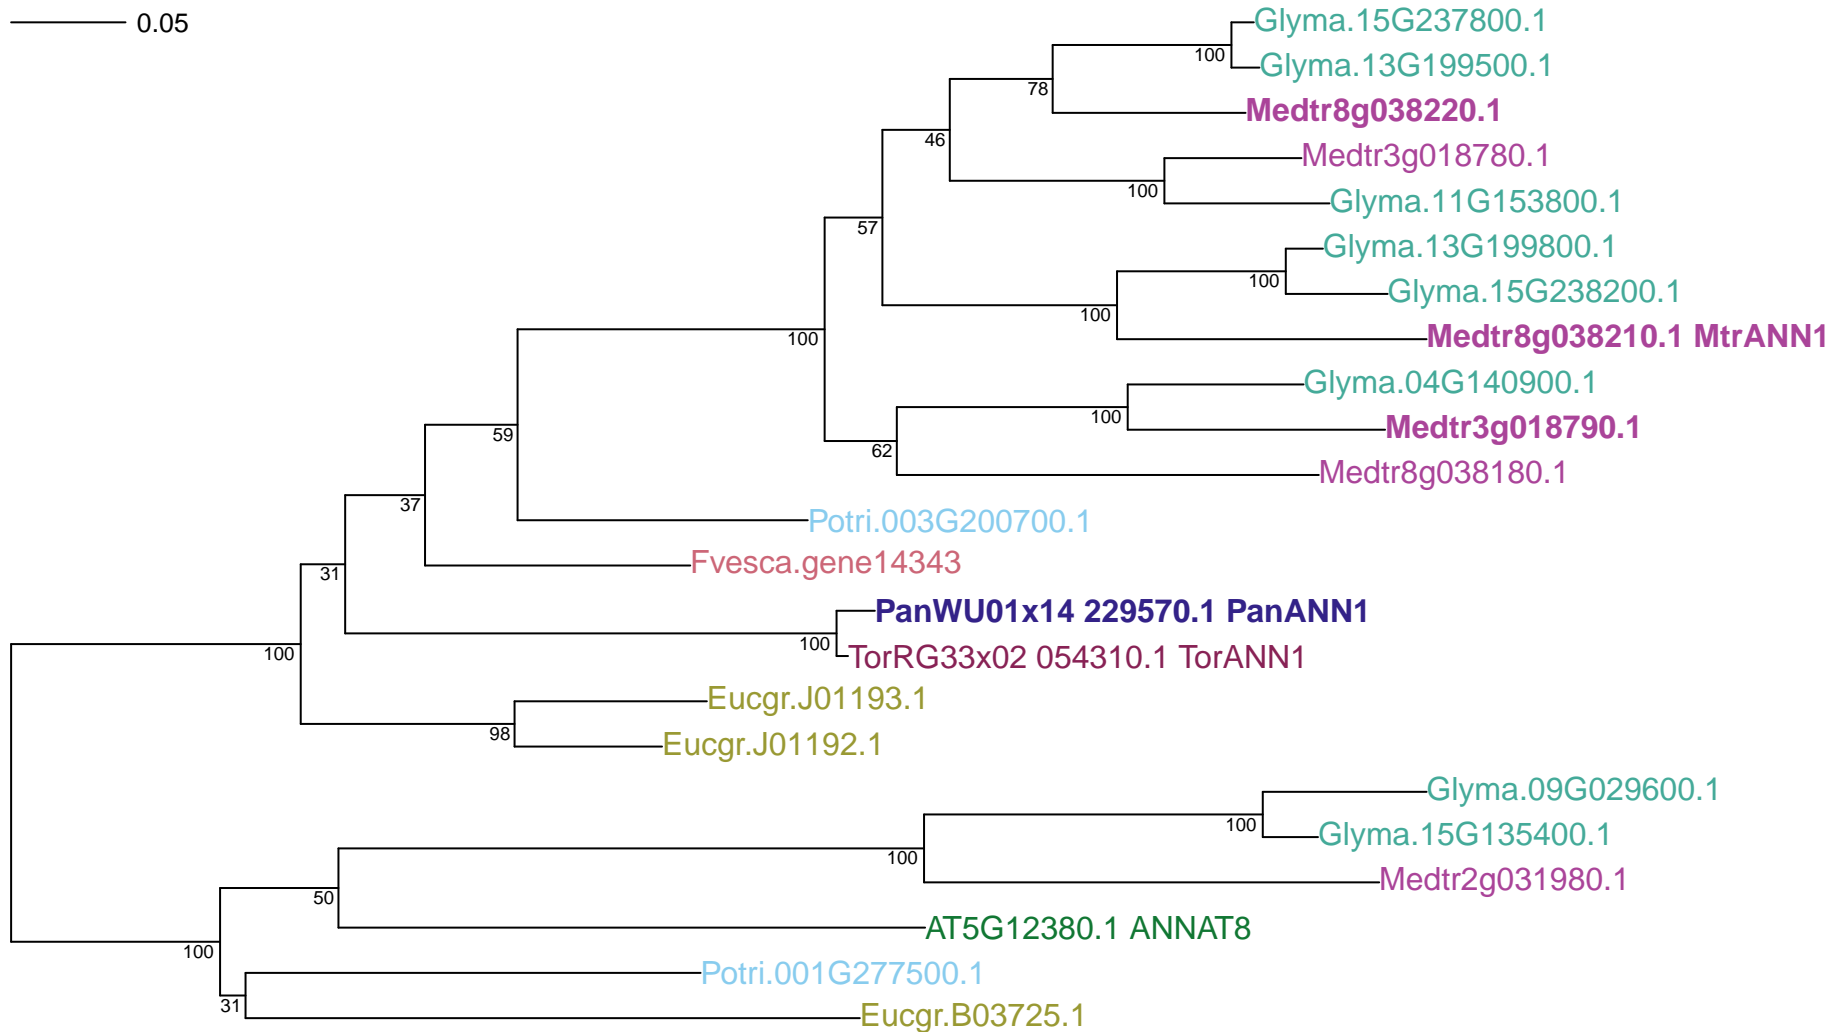 0.05
Glyma.15G237800.1
100
Glyma.13G199500.1
78
Medtr8g038220.1
46
Medtr3g018780.1
100
Glyma.11G153800.1
57
Glyma.13G199800.1
100
Glyma.15G238200.1
100
Medtr8g038210.1 MtrANN1
100
Glyma.04G140900.1
100
Medtr3g018790.1
59
62
Medtr8g038180.1
37
Potri.003G200700.1
Fvesca.gene14343
31
PanWU01x14 229570.1 PanANN1
100
100
TorRG33x02 054310.1 TorANN1
Eucgr.J01193.1
98
Eucgr.J01192.1
Glyma.09G029600.1
100
Glyma.15G135400.1
100
Medtr2g031980.1
50
AT5G12380.1 ANNAT8
100
Potri.001G277500.1
31
Eucgr.B03725.1